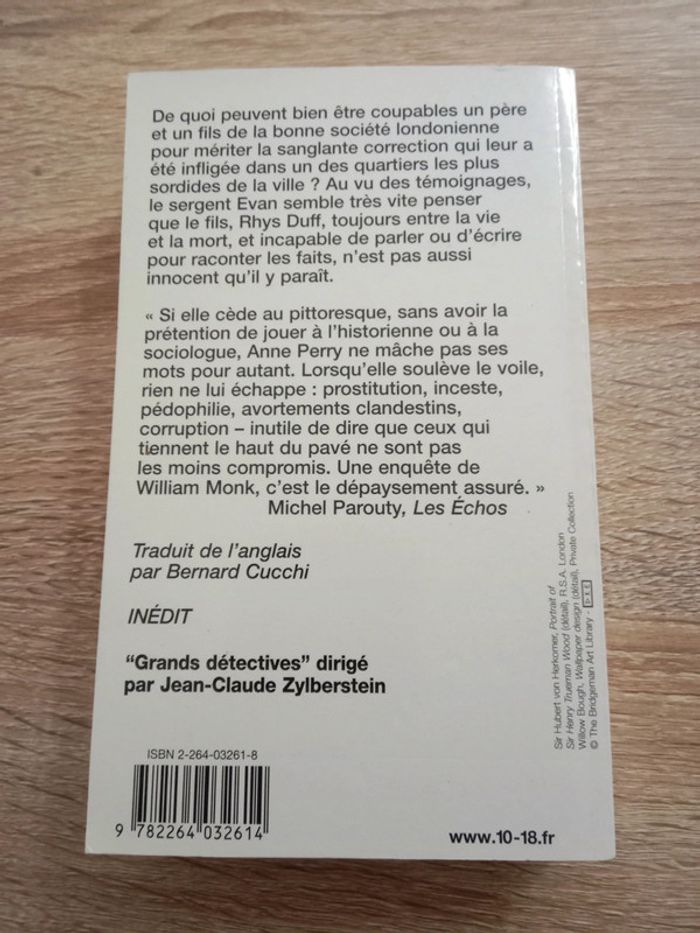 De quoi peuvent bien être coupables un père
et un fils de la bonne société londonienne
pour mériter la sanglante correction qui leur a
été infligée dans un des quartiers les plus
sordides de la ville ? Au vu des témoignages,
le sergent Evan semble très vite penser
que le fils, Rhys Duff, toujours entre la vie
et la mort, et incapable de parler ou d'écrire
pour raconter les faits, n'est pas aussi
innocent qu'il y paraît.
« Si elle cède au pittoresque, sans avoir la
prétention de jouer à l'historienne ou à la
sociologue, Anne Perry ne mâche pas ses
mots pour autant. Lorsqu'elle soulève le voile,
rien ne lui échappe : prostitution, inceste,
pédophilie, avortements clandestins,
corruption – inutile de dire que ceux qui
tiennent le haut du pavé ne sont pas
les moins compromis. Une enquête de
William Monk, c'est le dépaysement assuré. »
Michel Parouty, Les Échos
Traduit de l'anglais
par Bernard Cucchi
INÉDIT
"Grands détectives" dirigé
par Jean-Claude Zylberstein
Sir Hubert von Herkomer, Portrait of
Sir Henry Trueman Wood (détail), R.S.A. London
Willow Bough, Wallpaper design (détail), Private Collection
© The Bridgeman Art Library -
ISBN 2-264-03261-8
9 782264 032614
www.10-18.fr